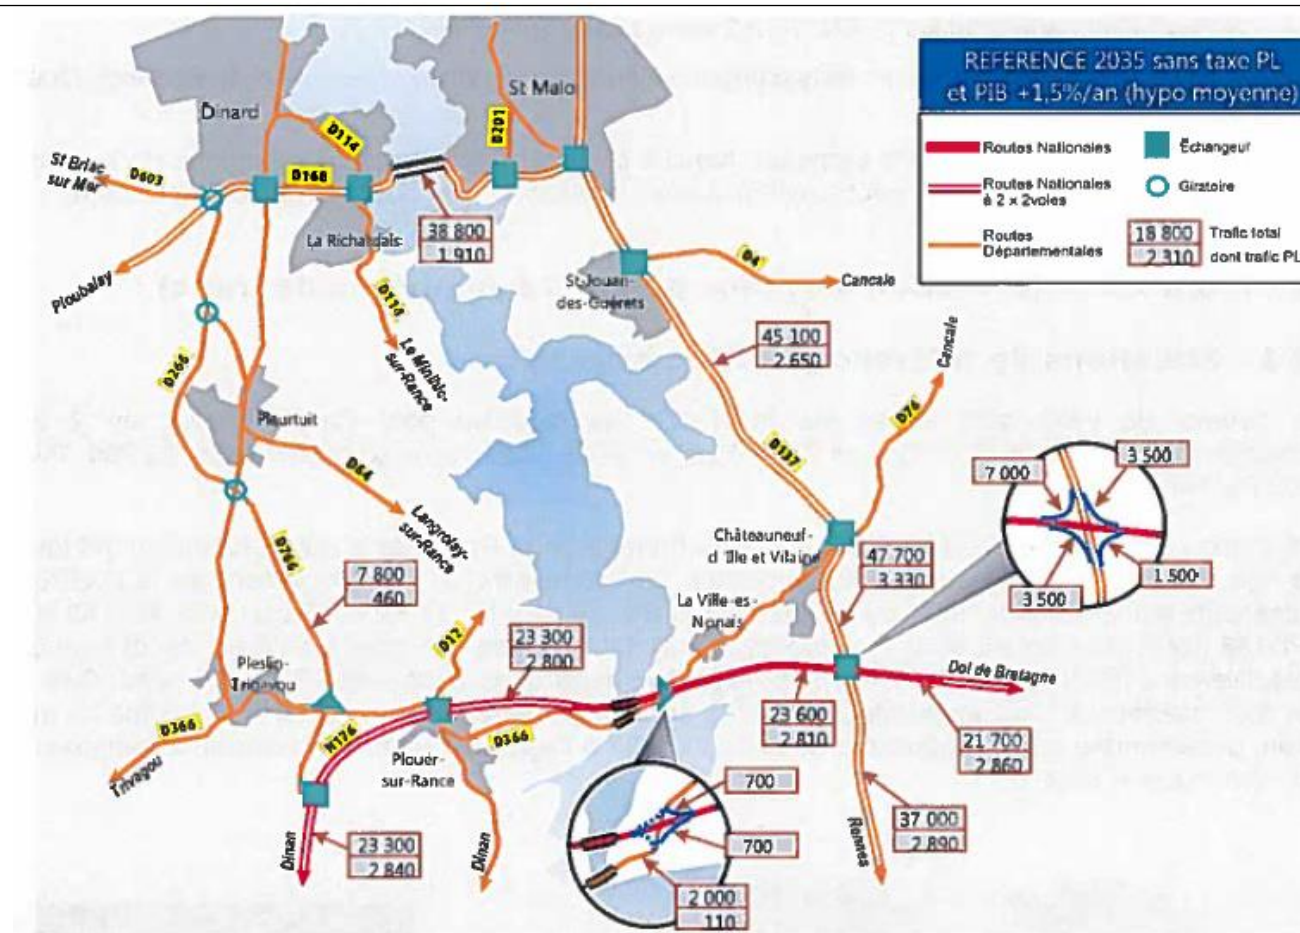 REFERENCE 2035 sans taxe PL
et PIB +1,5%/an (hypo moyenne)
Routes Nationales
Échangeur
Routes Nationales
à 2 x 2voles
Giratoire
Routes
Départementales
18 800
2 310
Trafic total
dont trafic PL
Dinard
St Malo
D114
D201
St Briac
sur Mer
D603
D168
La Richardais
38 800
1 910
Ploubalay
D114
Le Minihic-
sur-Rance
St Jouan-
des-Guérets
D4
Cancale
45 100
2 650
Cancale
D266
Pleurtuit
D76
D137
D64
Langrolay-
sur-Rance
7 000
3 500
3 500
1 500
Châteauneuf-
d'Ille et Vilaine
47 700
3 330
D766
7 800
460
La Ville-es-
Nonais
D12
23 300
2 800
Pleslin-
Trigavou
Dol de Bretagne
23 600
2 810
21 700
2 860
D366
Trivagou
N176
D366
Plouër-
sur-Rance
700
700
2 000
110
37 000
2 890
Rennes
Dinan
23 300
2 840
Dinan